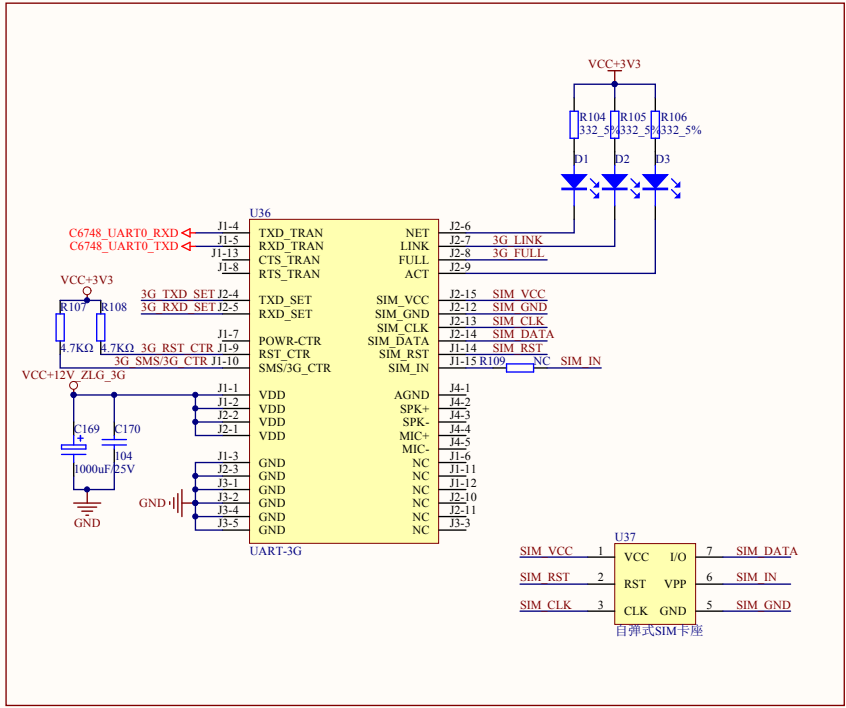 VCC+3V3
R104 R105 R106
332_5% 332_5% 332_5%
D1 D2 D3
U36
C6748_UART0_RXD J1-4 TXD_TRAN NET J2-6
C6748_UART0_TXD J1-5 RXD_TRAN LINK J2-7 3G_LINK
J1-13 CTS_TRAN FULL J2-8 3G_FULL
J1-8 RTS_TRAN ACT J2-9
VCC+3V3
3G_TXD_SET J2-4 TXD_SET SIM_VCC J2-15 SIM_VCC
R107 R108 3G_RXD_SET J2-5 RXD_SET SIM_GND J2-12 SIM_GND
SIM_CLK J2-13 SIM_CLK
J1-7 POWR-CTR SIM_DATA J2-14 SIM_DATA
4.7KΩ 4.7KΩ 3G_RST_CTR J1-9 RST_CTR SIM_RST J1-14 SIM_RST
3G_SMS/3G_CTR J1-10 SMS/3G_CTR SIM_IN J1-15 R109 NC SIM_IN
VCC+12V_ZLG_3G
J1-1 VDD AGND J4-1
J1-2 VDD SPK+ J4-2
J2-2 VDD SPK- J4-3
J2-1 VDD MIC+ J4-4
C169 C170
MIC- J4-5
104
1000uF/25V
J1-3 GND NC J1-6
J2-3 GND NC J1-11
J3-1 GND NC J1-12
J3-2 GND NC J2-10
J3-4 GND NC J2-11
J3-5 GND NC J3-3
GND
GND
UART-3G
U37
SIM_VCC 1 VCC I/O 7 SIM_DATA
SIM_RST 2 RST VPP 6 SIM_IN
SIM_CLK 3 CLK GND 5 SIM_GND
自弹式SIM卡座